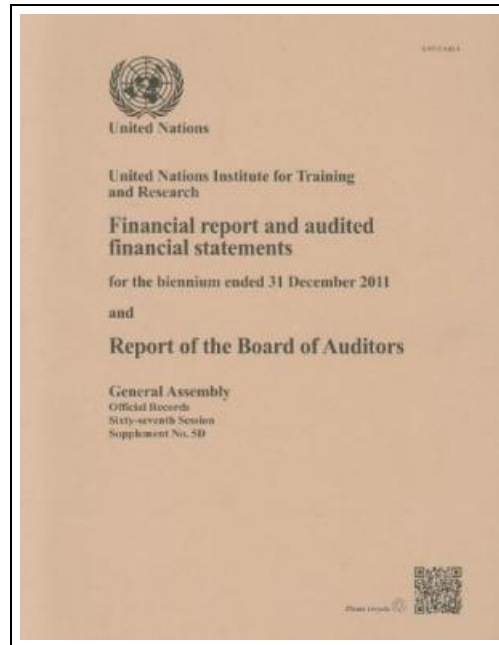 United Nations
United Nations Institute for Training
and Research
Financial report and audited
financial statements
for the biennium ended 31 December 2011
and
Report of the Board of Auditors
General Assembly
Official Records
Sixty-seventh Session
Supplement No. 5D
Please recycle